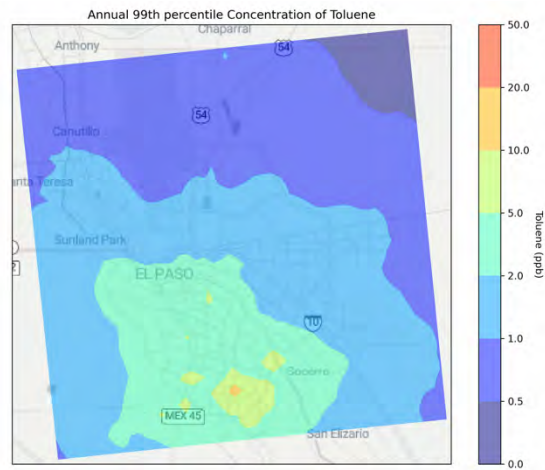 Annual 99th percentile Concentration of Toluene
Chaparral
Anthony
54
54
Canutillo
anta Teresa
Sunland Park
2
EL PASO
10
Socorro
MEX 45
San Elizario
50.0
20.0
10.0
5.0
2.0
1.0
0.5
0.0
Toluene (ppb)